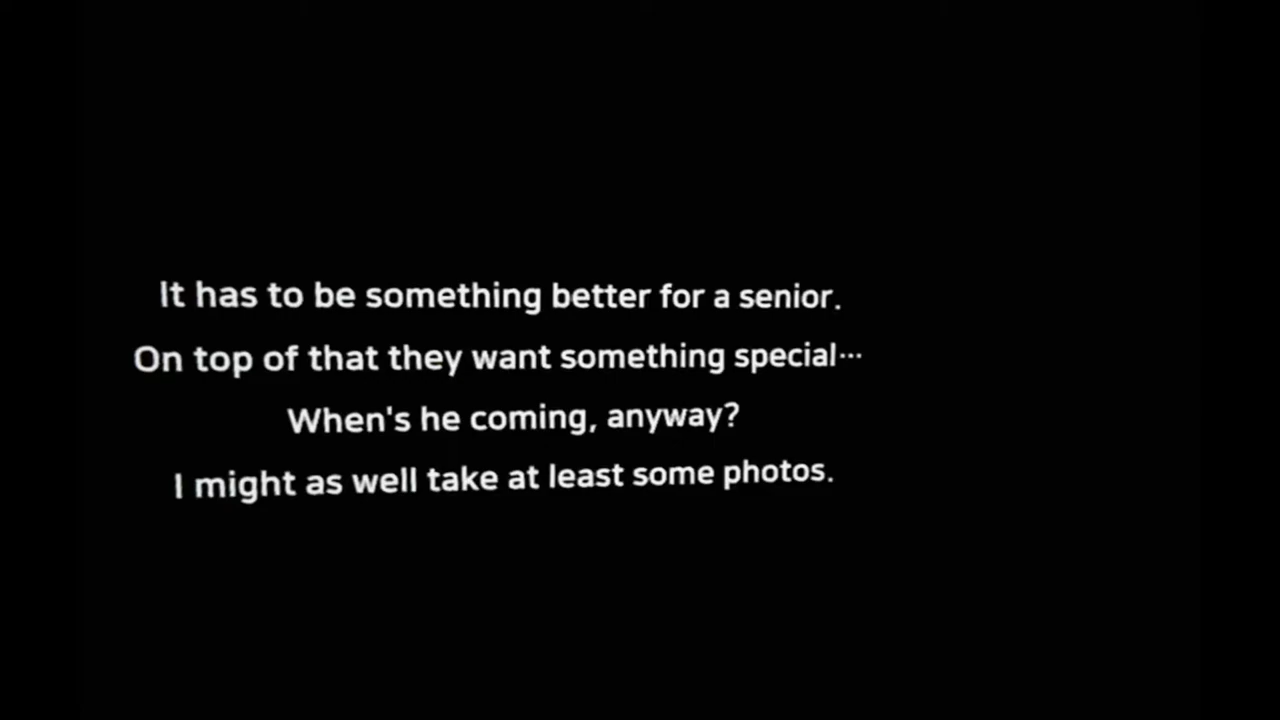 It has to be something better for a senior.
On top of that they want something special···
When's he coming, anyway?
I might as well take at least some photos.